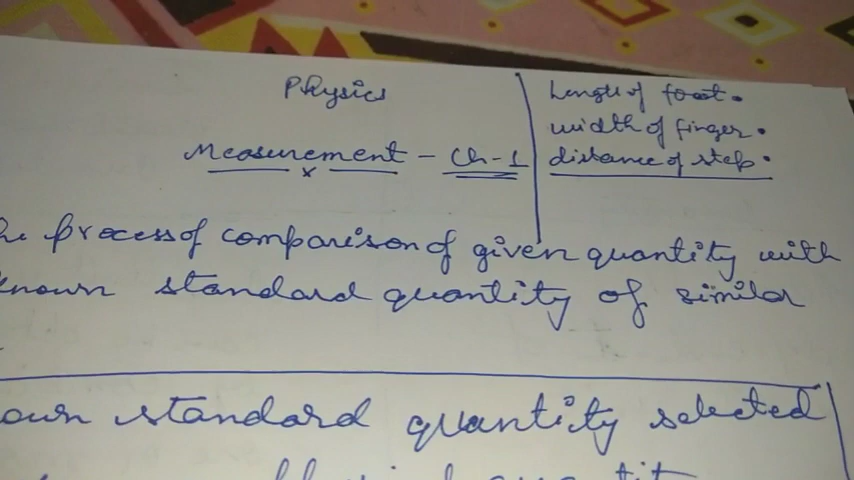 Physics
Measurement - Ch-1
Length of foot.
width of finger.
distance of step.
process of comparison of given quantity with
known standard quantity of similar
standard quantity selected